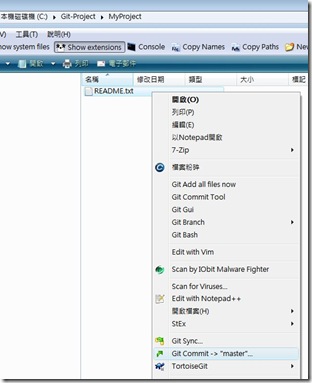 本機磁碟機 (C:) ▸ Git-Project ▸ MyProject
(V) 工具(T) 說明(H)
how system files Show extensions Console Copy Names Copy Paths New
開啟 列印 電子郵件
名稱 修改日期 類型 大小 標記
README.txt
開啟(O)
列印(P)
編輯(E)
以Notepad開啟
7-Zip
檔案粉碎
Git Add all files now
Git Commit Tool
Git Gui
Git Branch
Git Bash
Edit with Vim
Scan by IObit Malware Fighter
Scan for Viruses...
Edit with Notepad++
開啟檔案(H)
StEx
Git Sync...
Git Commit -> "master"...
TortoiseGit